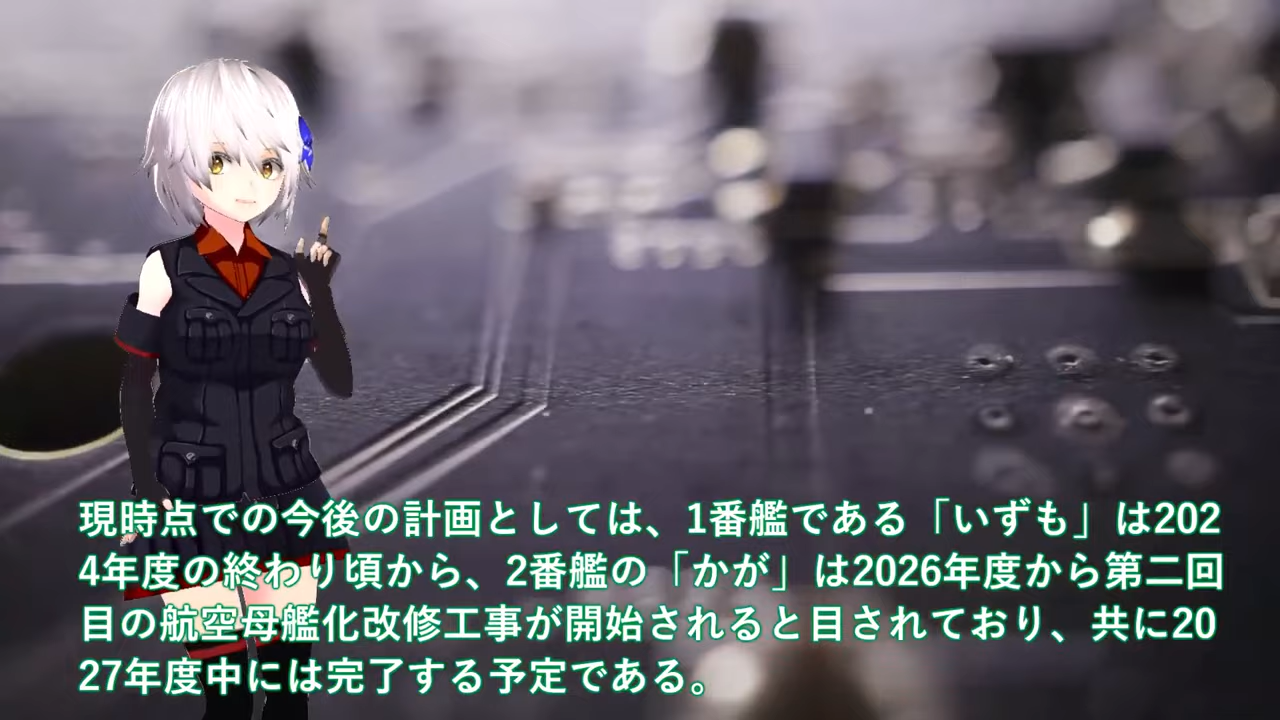 現時点での今後の計画としては、1番艦である「いずも」は202
4年度の終わり頃から、2番艦の「かが」は2026年度から第二回
目の航空母艦化改修工事が開始されると目されており、共に20
27年度中には完了する予定である。